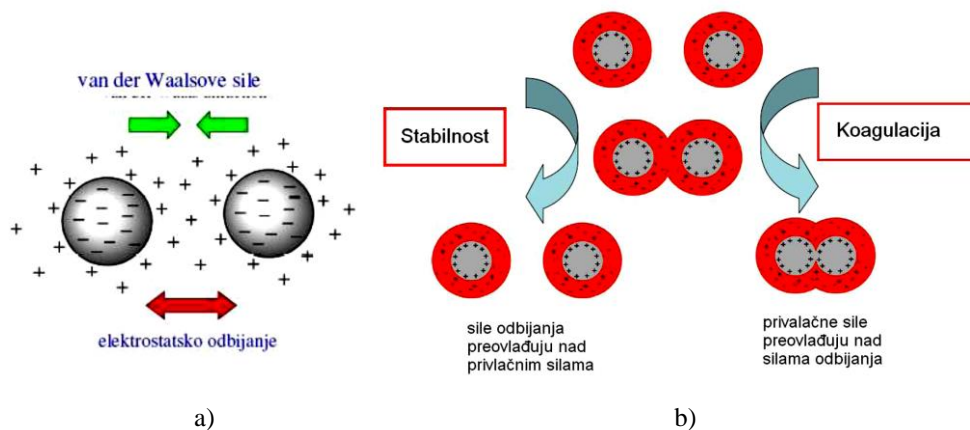 van der Waalsove sile
elektrostatsko odbijanje
a)
Stabilnost
Koagulacija
sile odbijanja
preovlađuju nad
privlačnim silama
privalačne sile
preovlađuju nad
silama odbijanja
b)